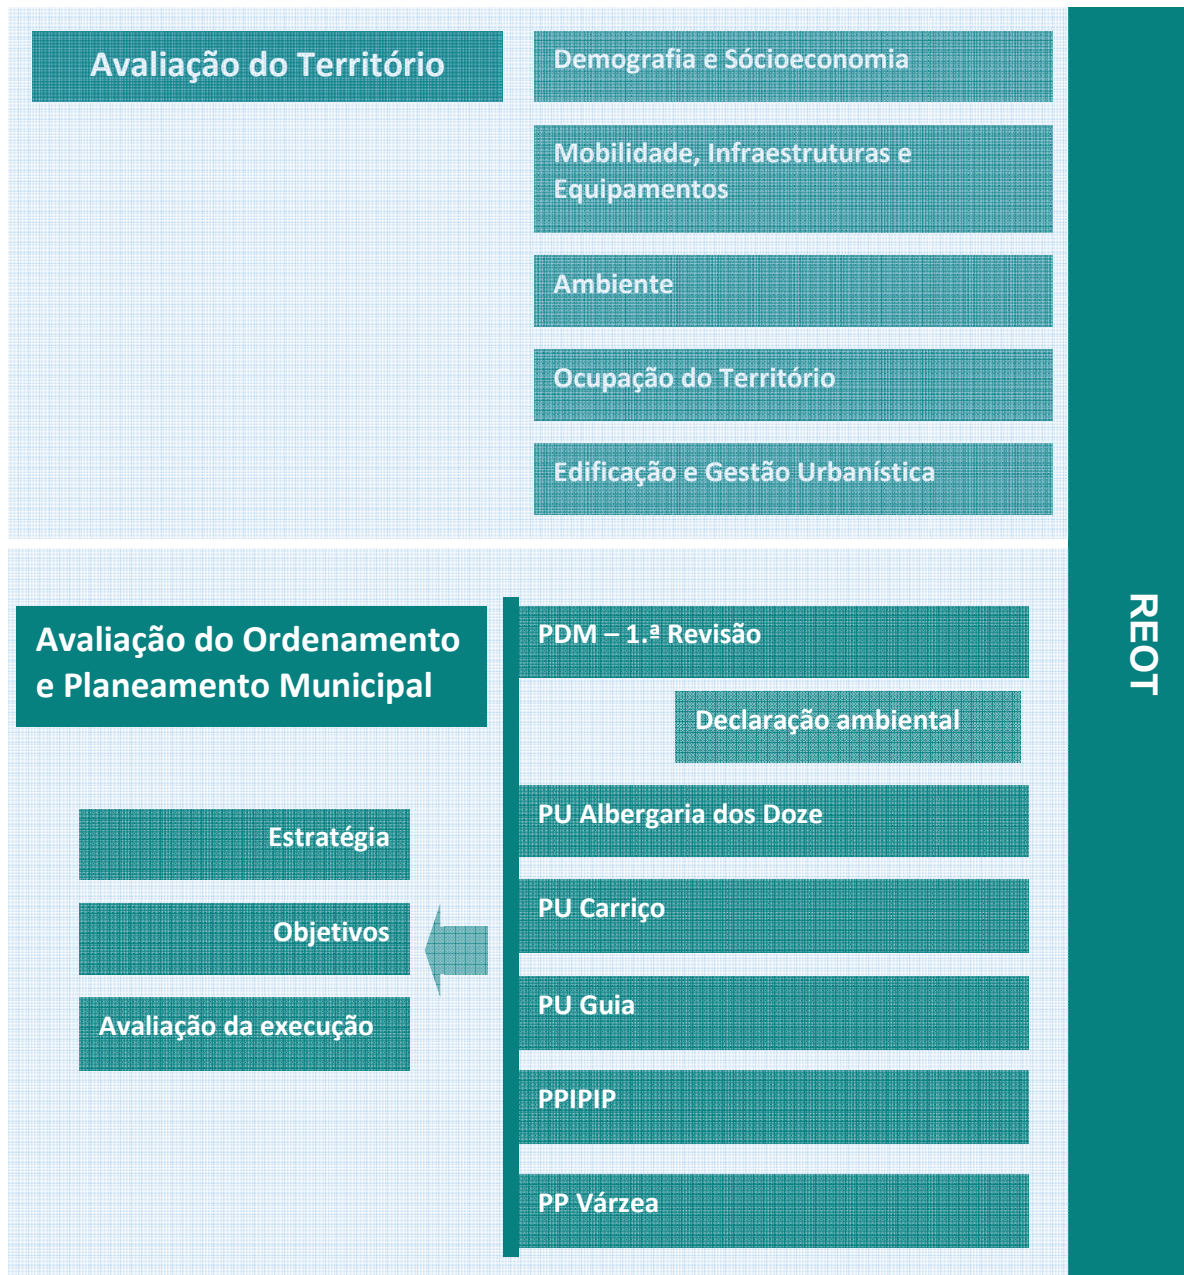 Avaliação do Território
Demografia e Sócioeconomia
Mobilidade, Infraestruturas e
Equipamentos
Ambiente
Ocupação do Território
Edificação e Gestão Urbanística
REOT
Avaliação do Ordenamento
e Planeamento Municipal
PDM – 1.ª Revisão
Declaração ambiental
PU Albergaria dos Doze
PU Carriço
PU Guia
PPIPIP
PP Várzea
Estratégia
Objetivos
Avaliação da execução